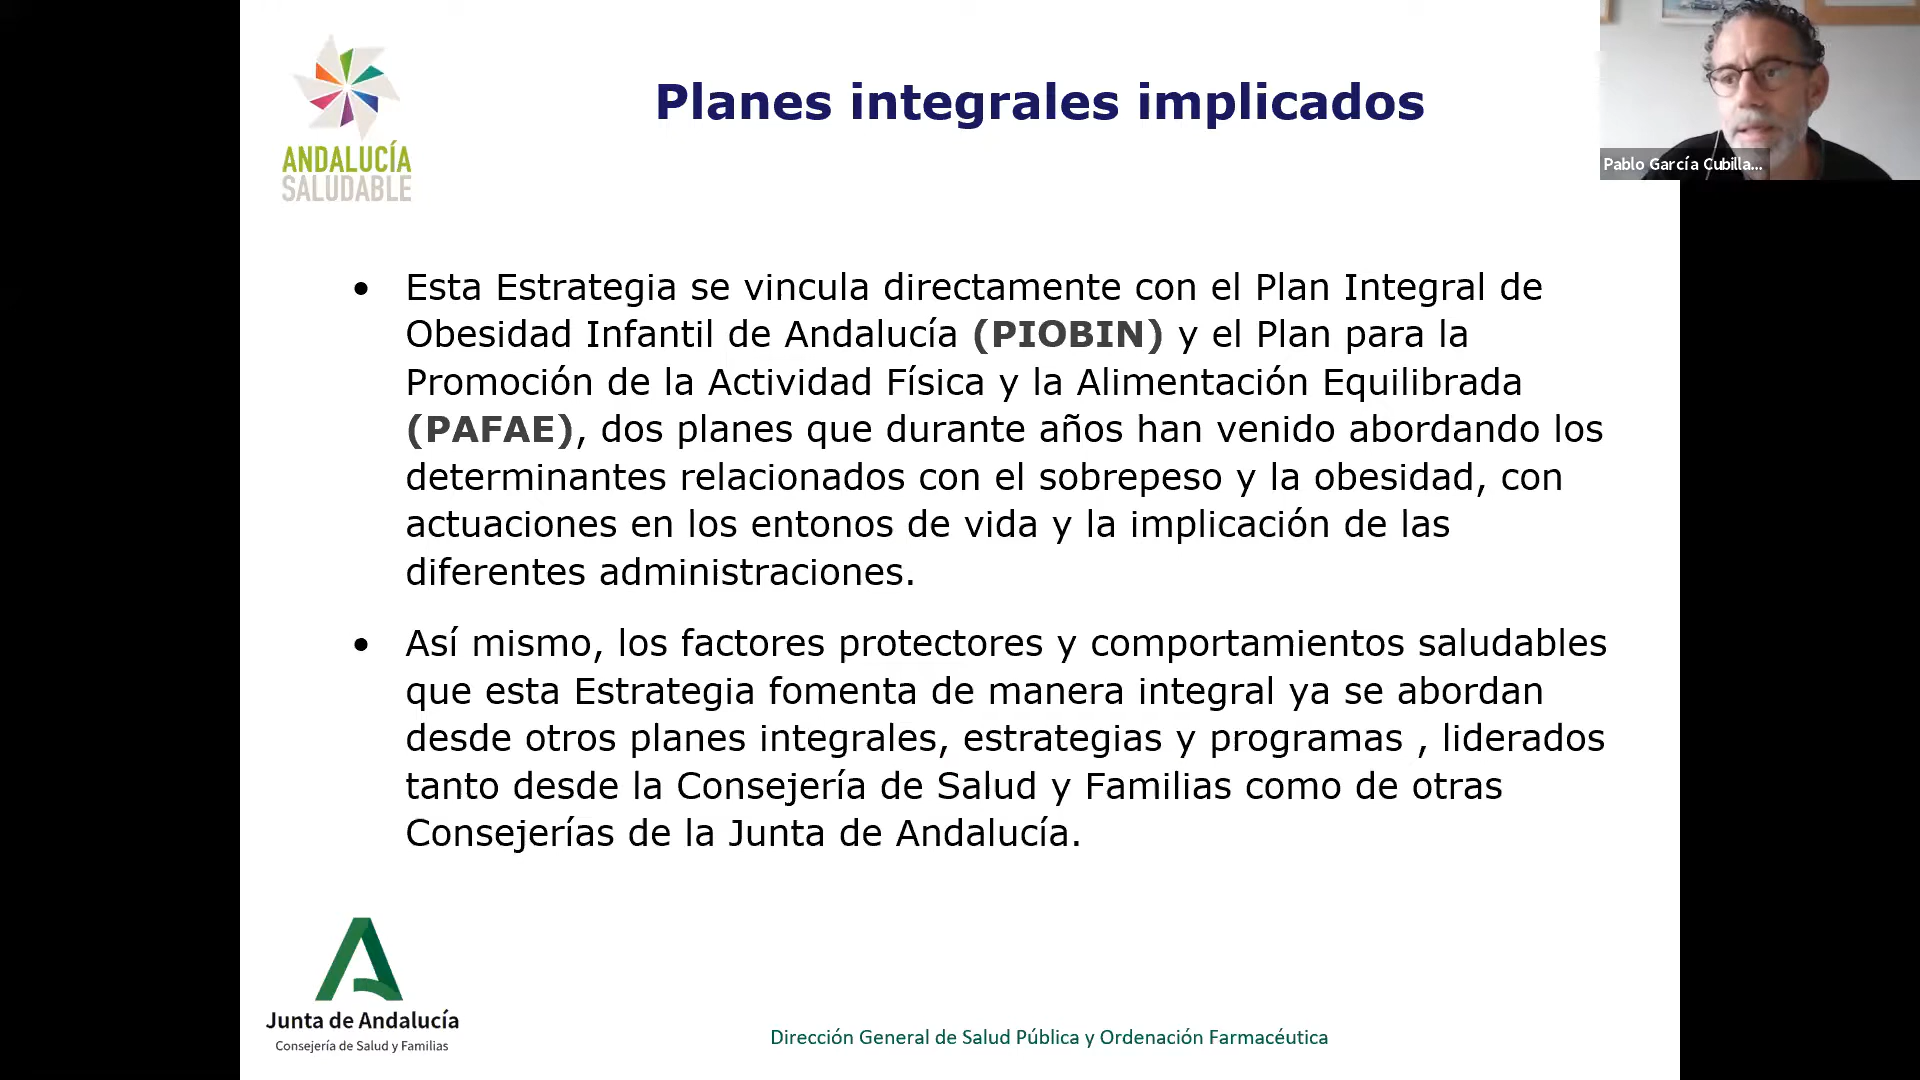 ANDALUCÍA
SALUDABLE
Planes integrales implicados
Pablo García Cubilla...
• Esta Estrategia se vincula directamente con el Plan Integral de
Obesidad Infantil de Andalucía (PIOBIN) y el Plan para la
Promoción de la Actividad Física y la Alimentación Equilibrada
(PAFAE), dos planes que durante años han venido abordando los
determinantes relacionados con el sobrepeso y la obesidad, con
actuaciones en los entonos de vida y la implicación de las
diferentes administraciones.
• Así mismo, los factores protectores y comportamientos saludables
que esta Estrategia fomenta de manera integral ya se abordan
desde otros planes integrales, estrategias y programas , liderados
tanto desde la Consejería de Salud y Familias como de otras
Consejerías de la Junta de Andalucía.
Junta de Andalucía
Consejería de Salud y Familias
Dirección General de Salud Pública y Ordenación Farmacéutica